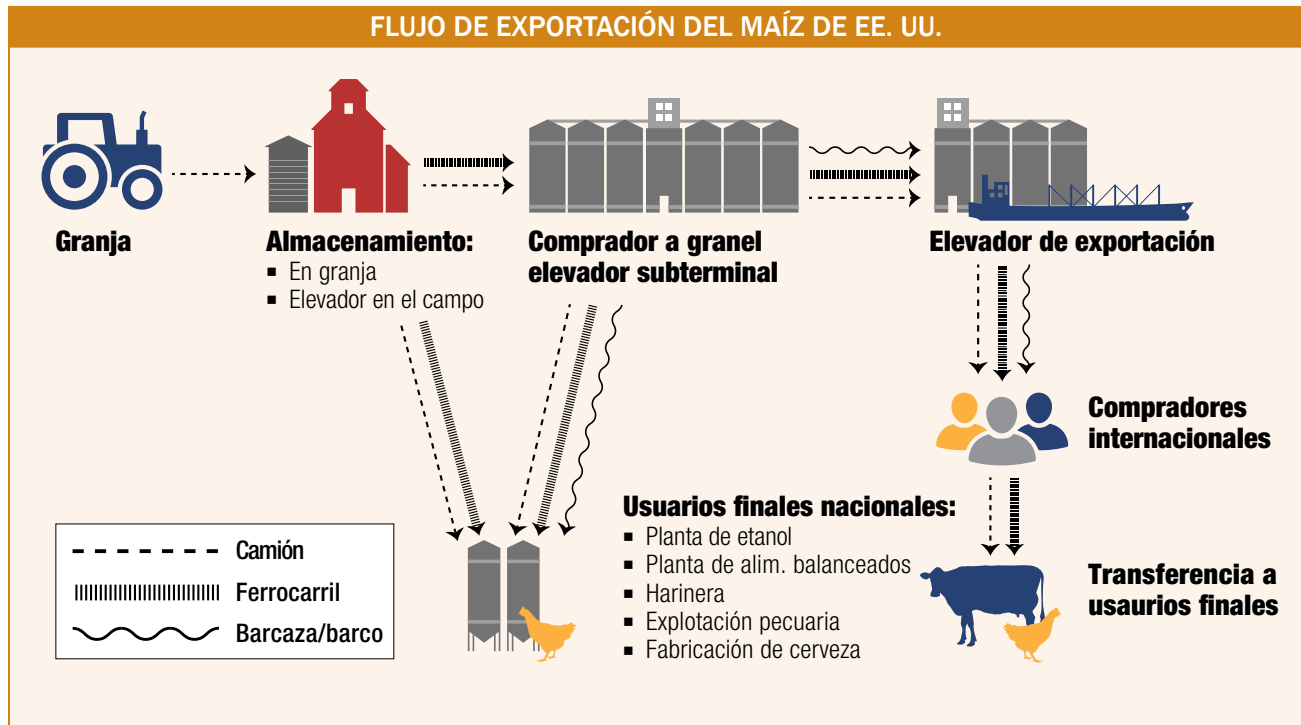 FLUJO DE EXPORTACIÓN DEL MAÍZ DE EE. UU.
Granja
Almacenamiento:
▪ En granja
▪ Elevador en el campo
Comprador a granel
elevador subterminal
Elevador de exportación
Compradores
internacionales
Usuarios finales nacionales:
▪ Planta de etanol
▪ Planta de alim. balanceados
▪ Harinera
▪ Explotación pecuaria
▪ Fabricación de cerveza
Transferencia a
usaurios finales
Camión
Ferrocarril
Barcaza/barco